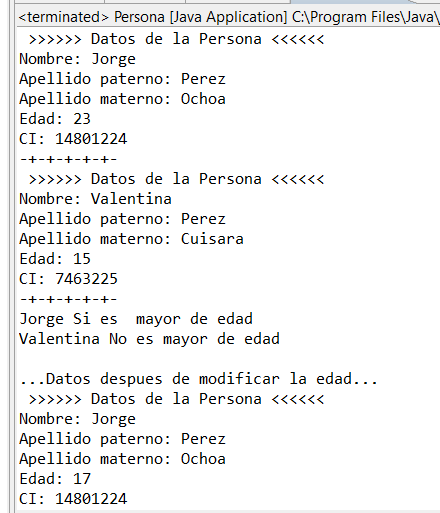 <terminated> Persona [Java Application] C:\Program Files\Java\
>>>>>> Datos de la Persona <<<<<<
Nombre: Jorge
Apellido paterno: Perez
Apellido materno: Ochoa
Edad: 23
CI: 14801224
-+-+-+-+-+-
>>>>>> Datos de la Persona <<<<<<
Nombre: Valentina
Apellido paterno: Perez
Apellido materno: Cuisara
Edad: 15
CI: 7463225
-+-+-+-+-+-
Jorge Si es  mayor de edad
Valentina No es mayor de edad

...Datos despues de modificar la edad...
>>>>>> Datos de la Persona <<<<<<
Nombre: Jorge
Apellido paterno: Perez
Apellido materno: Ochoa
Edad: 17
CI: 14801224